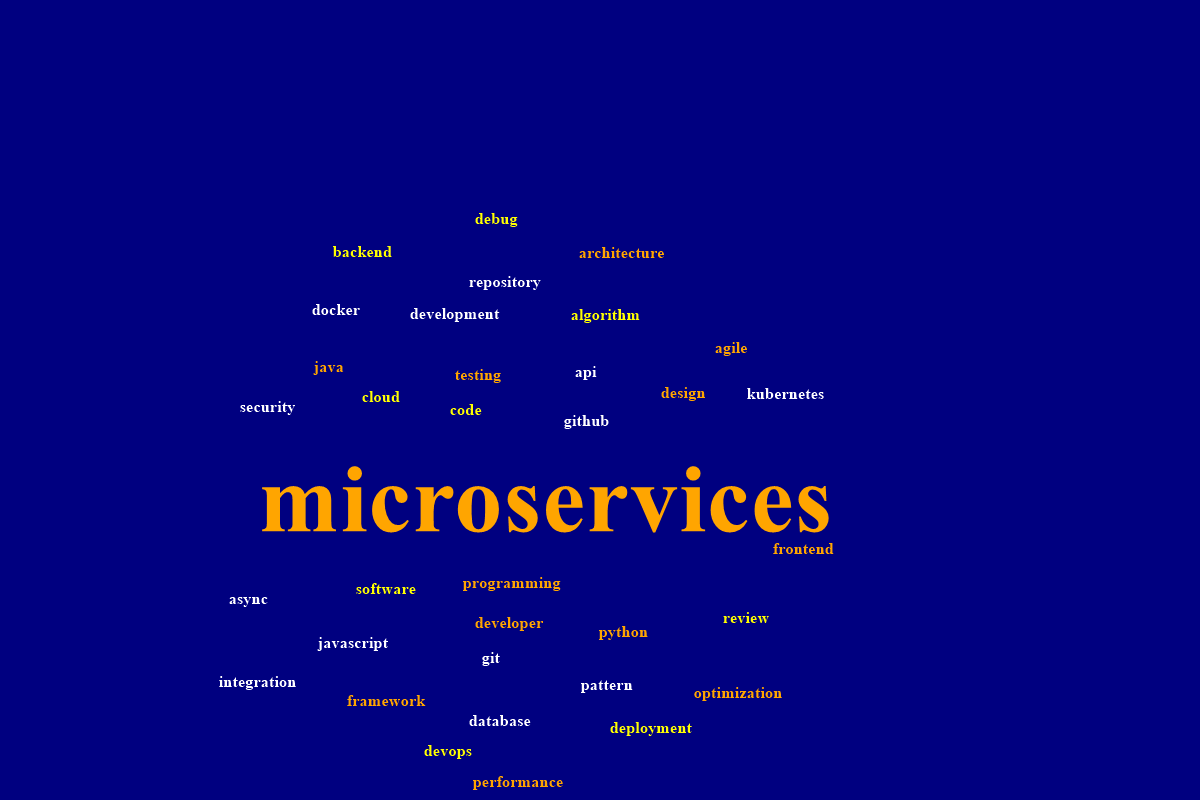 debug
backend
architecture
repository
docker
development
algorithm
agile
java
testing
api
design
kubernetes
cloud
security
code
github
microservices
frontend
programming
software
async
review
developer
python
javascript
git
integration
pattern
optimization
framework
database
deployment
devops
performance